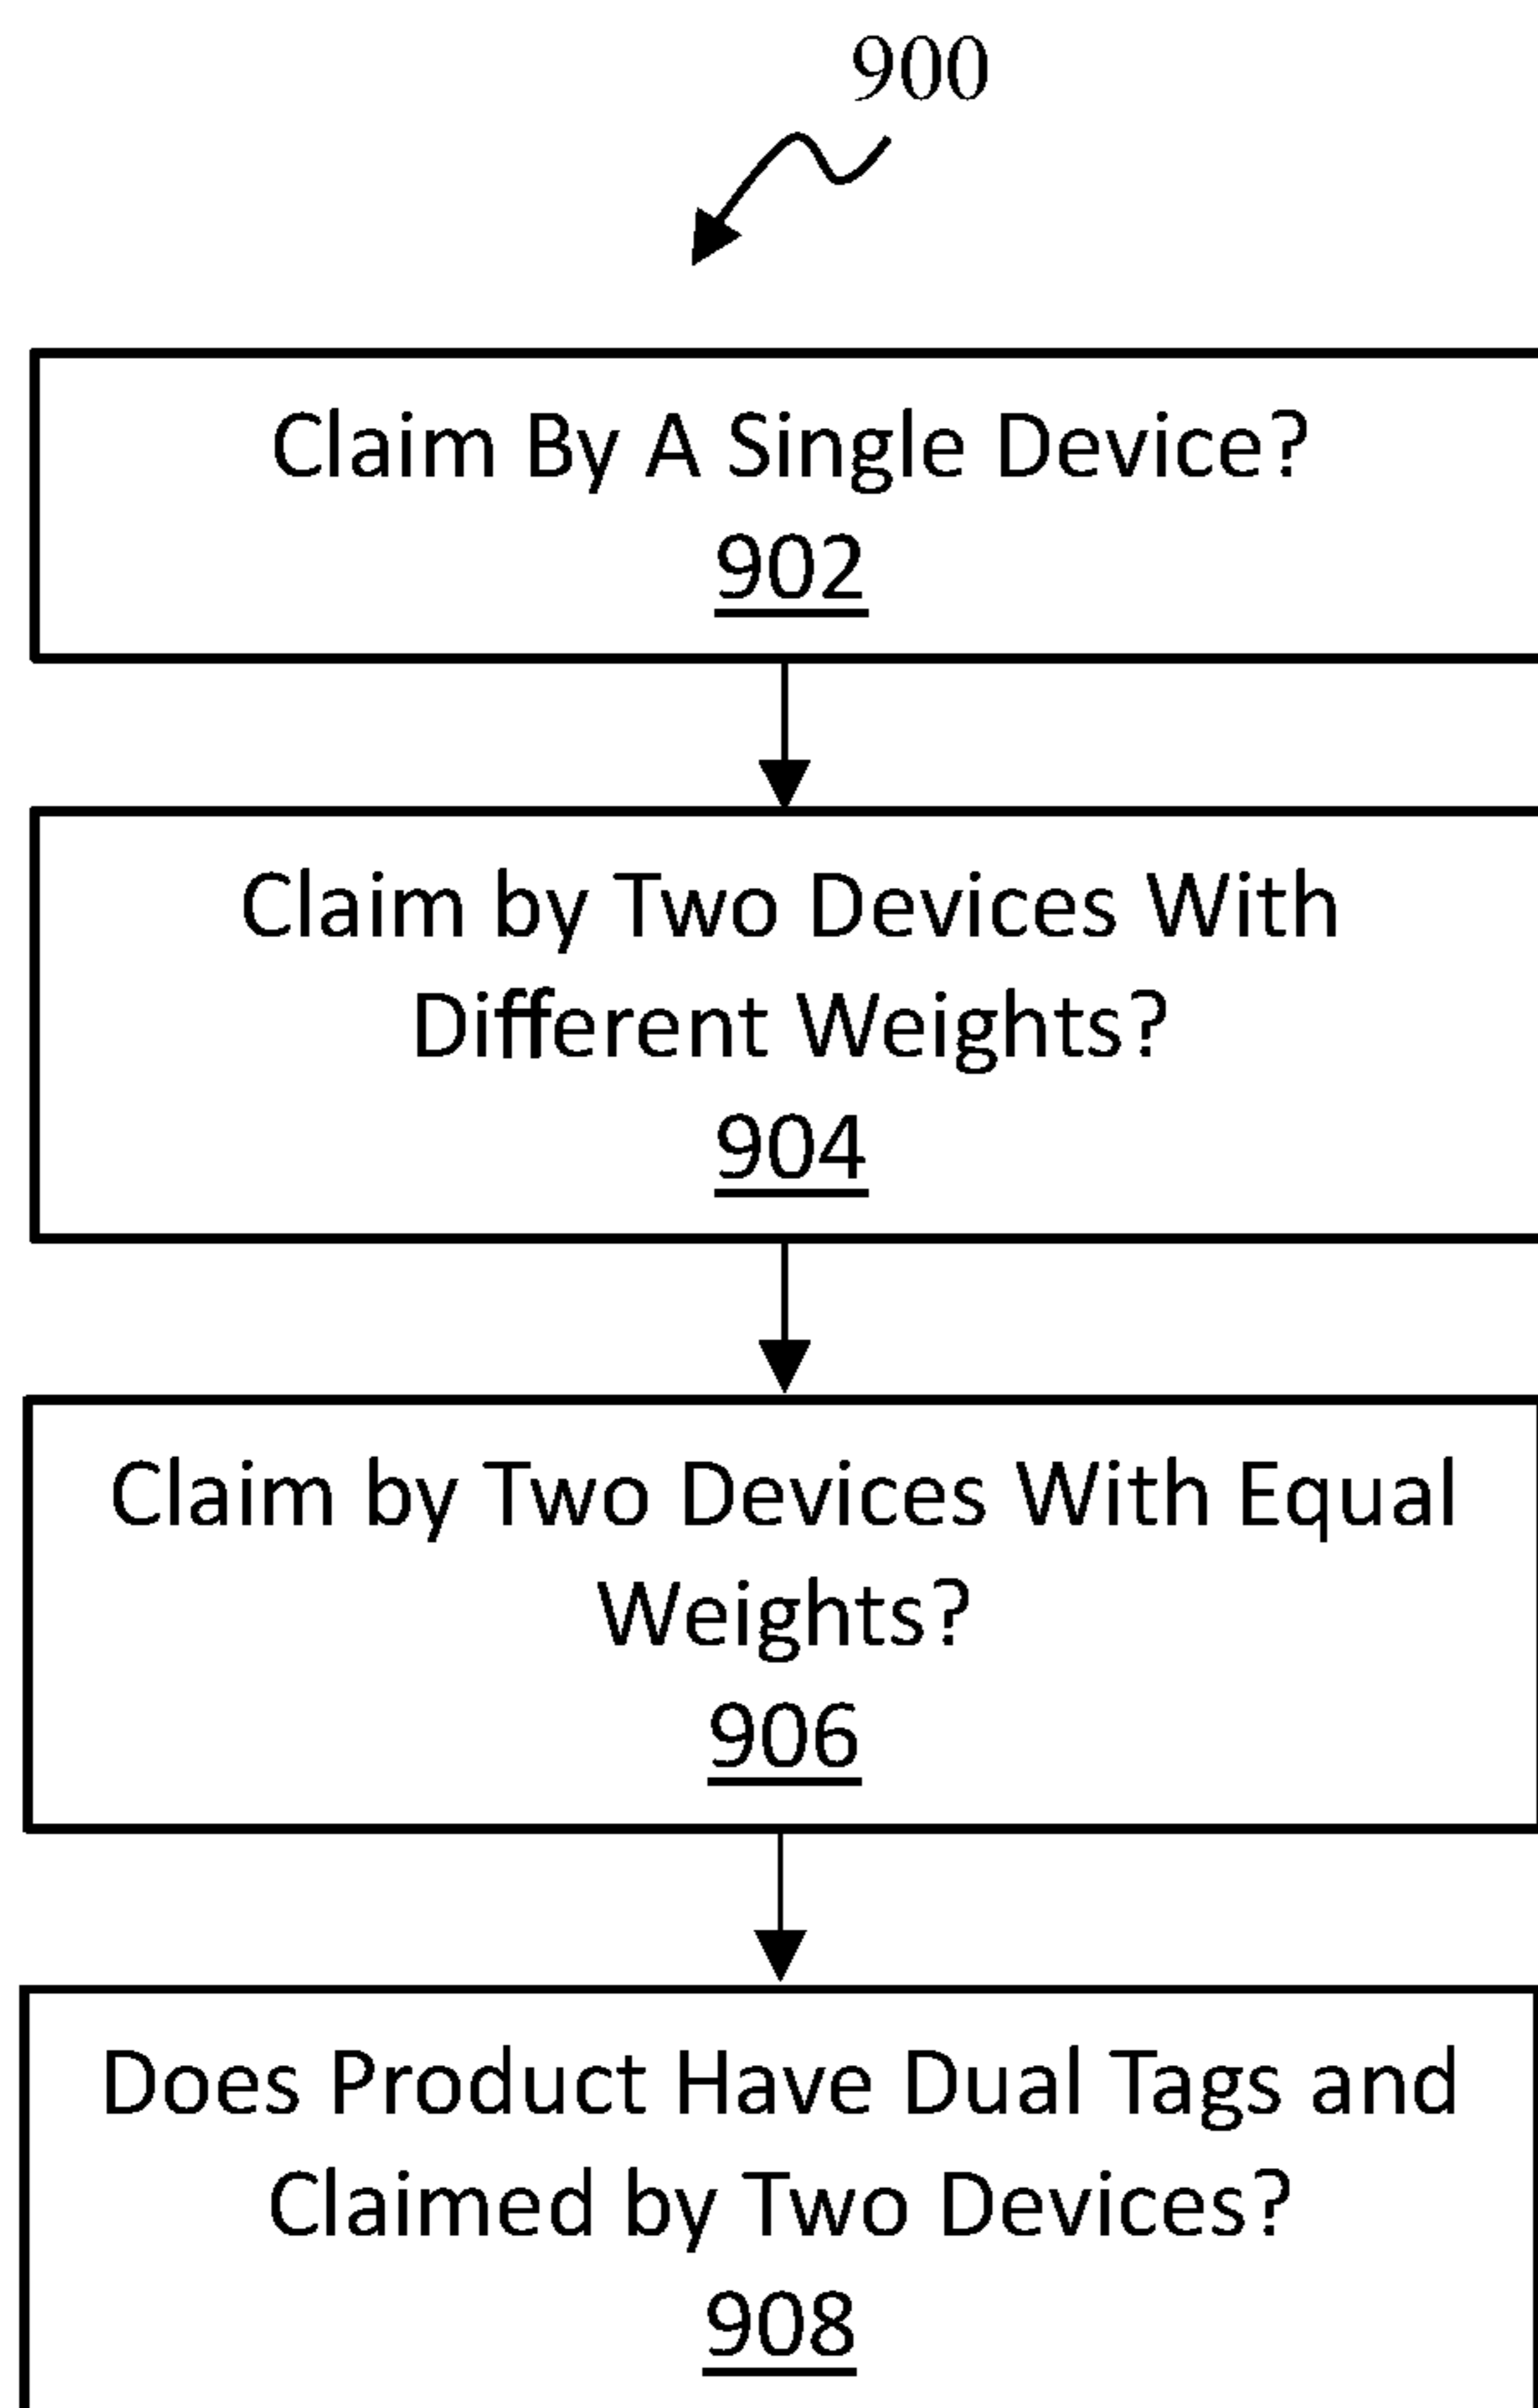 900
Claim By A Single Device?
902
Claim by Two Devices With
Different Weights?
904
Claim by Two Devices With Equal
Weights?
906
Does Product Have Dual Tags and
Claimed by Two Devices?
908